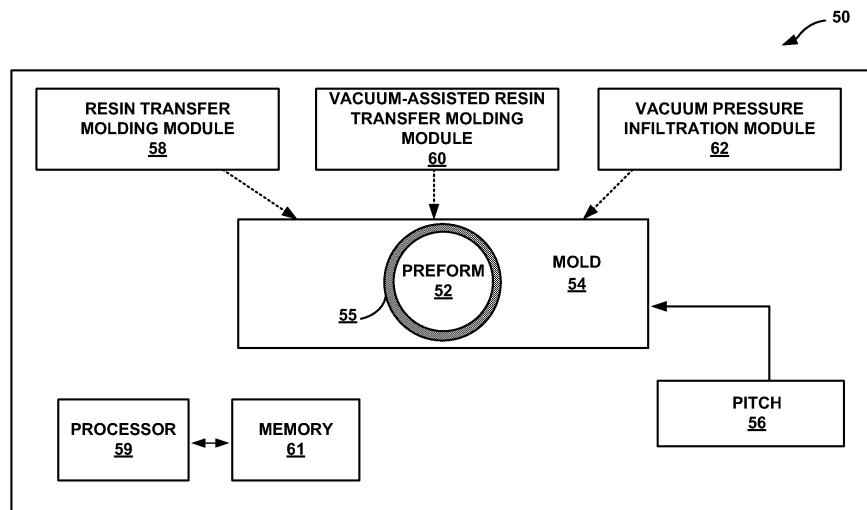 50
RESIN TRANSFER
MOLDING MODULE
58
VACUUM-ASSISTED RESIN
TRANSFER MOLDING
MODULE
60
VACUUM PRESSURE
INFILTRATION MODULE
62
PREFORM
52
MOLD
54
55
PITCH
56
PROCESSOR
59
MEMORY
61